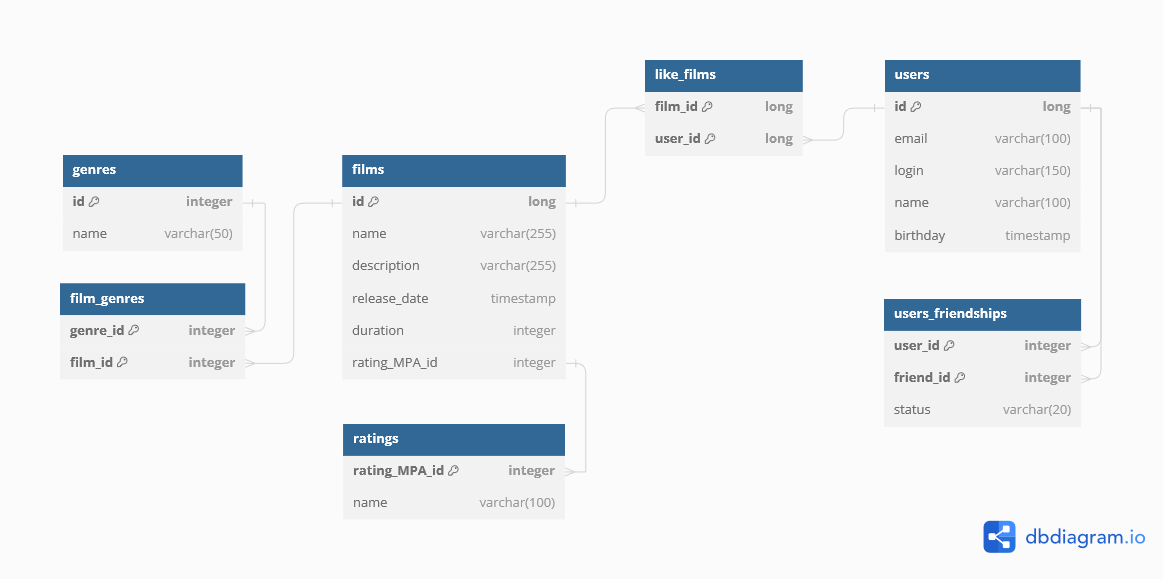 like_films
film_id long
user_id long
users
id long
email varchar(100)
login varchar(150)
name varchar(100)
birthday timestamp
genres
id integer
name varchar(50)
films
id long
name varchar(255)
description varchar(255)
release_date timestamp
duration integer
rating_MPA_id integer
film_genres
genre_id integer
film_id integer
users_friendships
user_id integer
friend_id integer
status varchar(20)
ratings
rating_MPA_id integer
name varchar(100)
dbdiagram.io